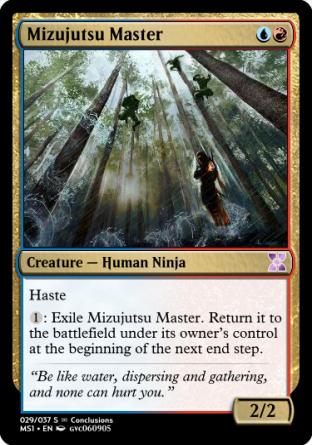 Mizujutsu Master
Creature — Human Ninja
Haste
1: Exile Mizujutsu Master. Return it to
the battlefield under its owner's control
at the beginning of the next end step.
"Be like water, dispersing and gathering,
and none can hurt you."
2/2
029/037 S Conclusions
MS1 • EN gvc060905